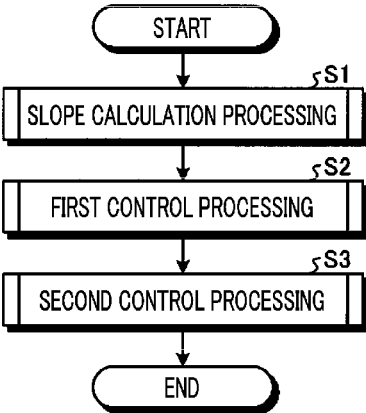 START
S1
SLOPE CALCULATION PROCESSING
S2
FIRST CONTROL PROCESSING
S3
SECOND CONTROL PROCESSING
END